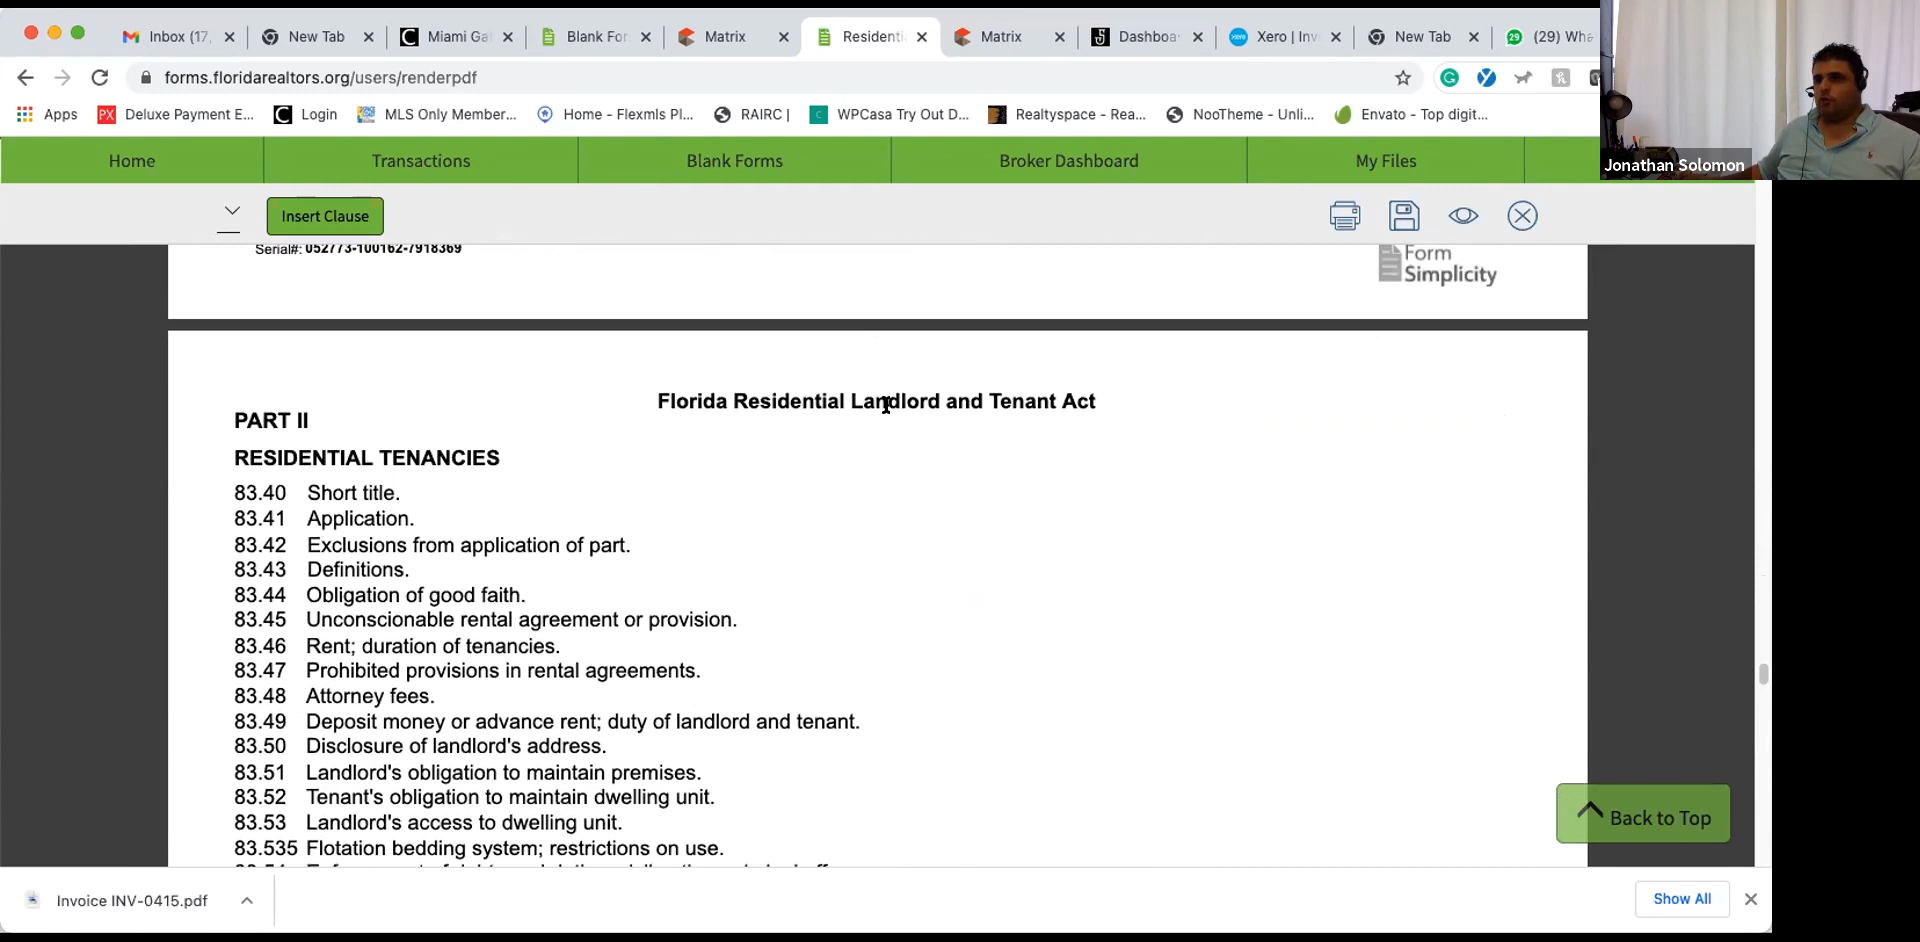 Inbox (17,
New Tab
Miami Ga
Blank For
Matrix
Residenti
Matrix
Dashboa
Xero | Inv
New Tab
(29) Wha
forms.floridarealtors.org/users/renderpdf
Apps
PX Deluxe Payment E...
Login
MLS Only Member...
Home - Flexmls Pl...
RAIRC |
WPCasa Try Out D...
Realtyspace - Rea...
NooTheme - Unli...
Envato - Top digit...
Home
Transactions
Blank Forms
Broker Dashboard
My Files
Jonathan Solomon
Insert Clause
Serial#: 052773-100162-7918369
Form
Simplicity
Florida Residential Landlord and Tenant Act
PART II
RESIDENTIAL TENANCIES
83.40 Short title.
83.41 Application.
83.42 Exclusions from application of part.
83.43 Definitions.
83.44 Obligation of good faith.
83.45 Unconscionable rental agreement or provision.
83.46 Rent; duration of tenancies.
83.47 Prohibited provisions in rental agreements.
83.48 Attorney fees.
83.49 Deposit money or advance rent; duty of landlord and tenant.
83.50 Disclosure of landlord's address.
83.51 Landlord's obligation to maintain premises.
83.52 Tenant's obligation to maintain dwelling unit.
83.53 Landlord's access to dwelling unit.
83.535 Flotation bedding system; restrictions on use.
Back to Top
Invoice INV-0415.pdf
Show All